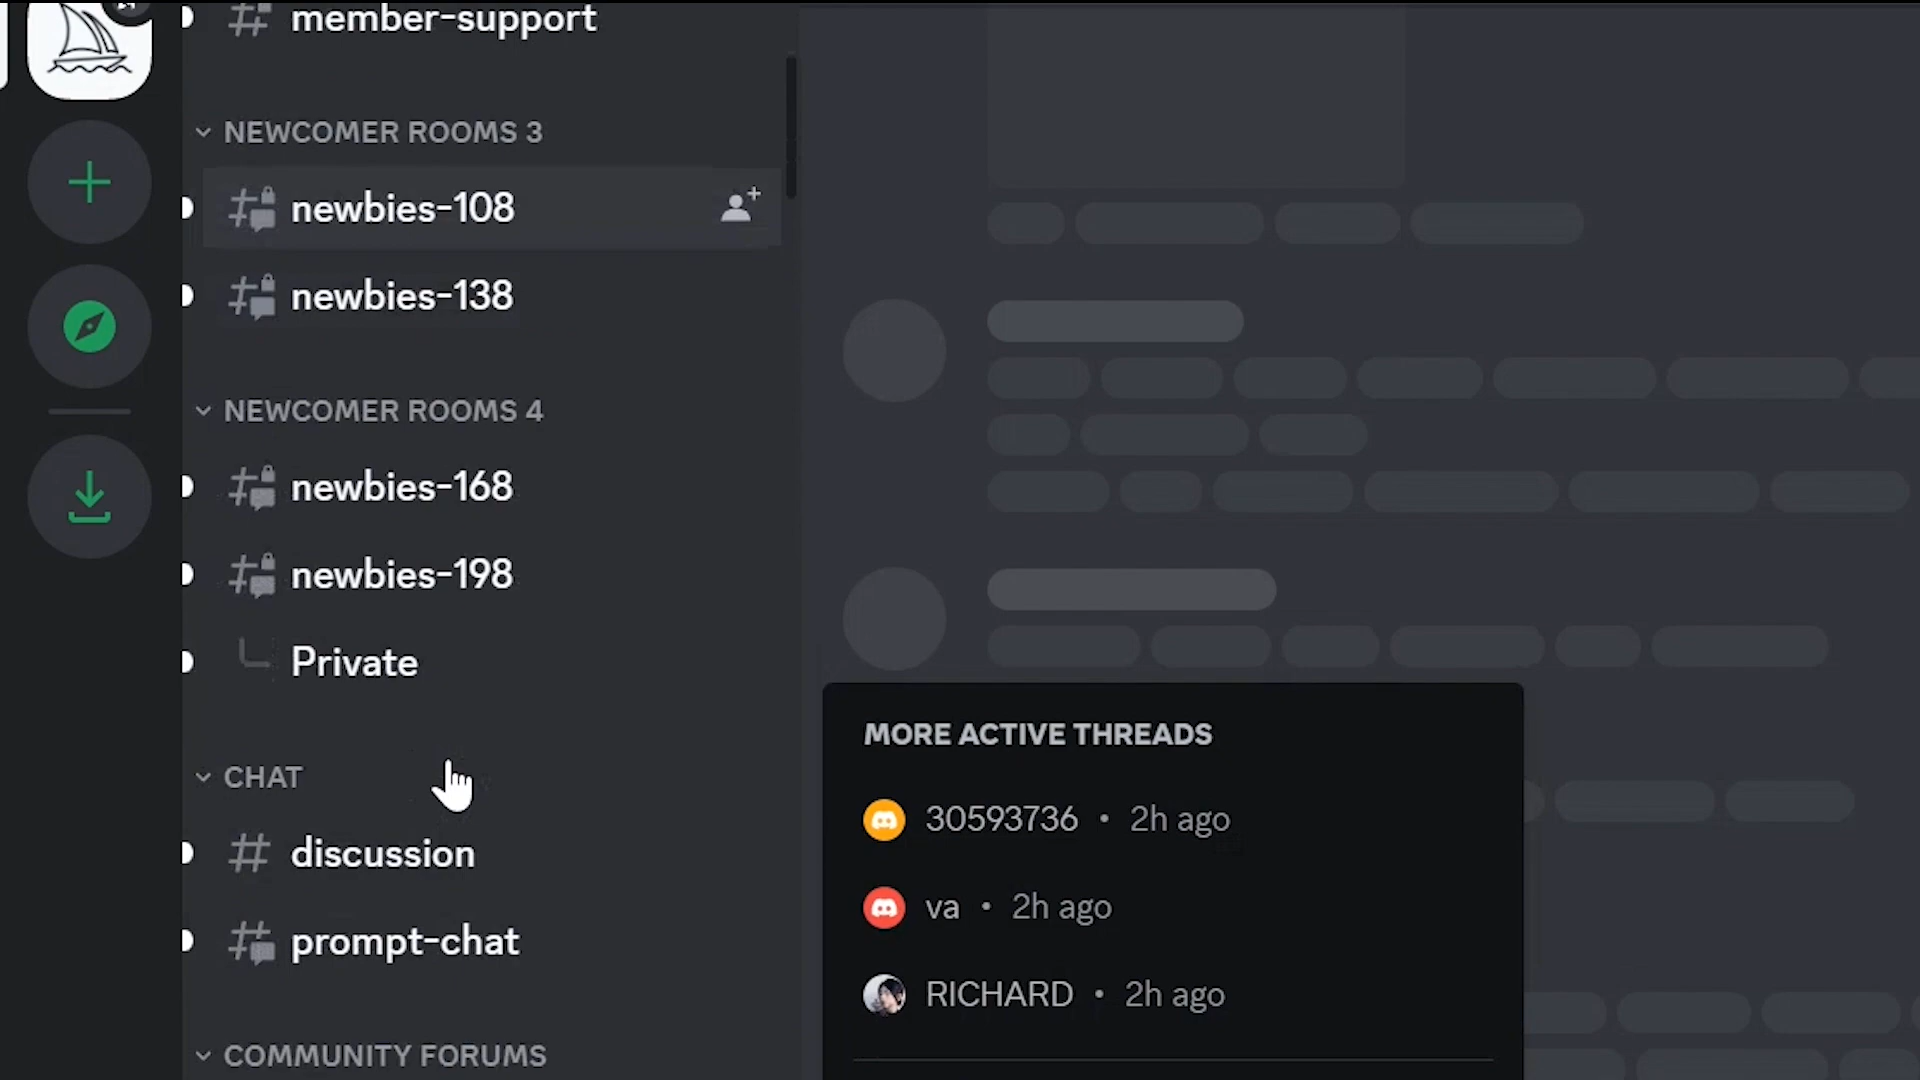 member-support
NEWCOMER ROOMS 3
newbies-108
newbies-138
NEWCOMER ROOMS 4
newbies-168
newbies-198
Private
CHAT
discussion
prompt-chat
COMMUNITY FORUMS
MORE ACTIVE THREADS
30593736 • 2h ago
va • 2h ago
RICHARD • 2h ago